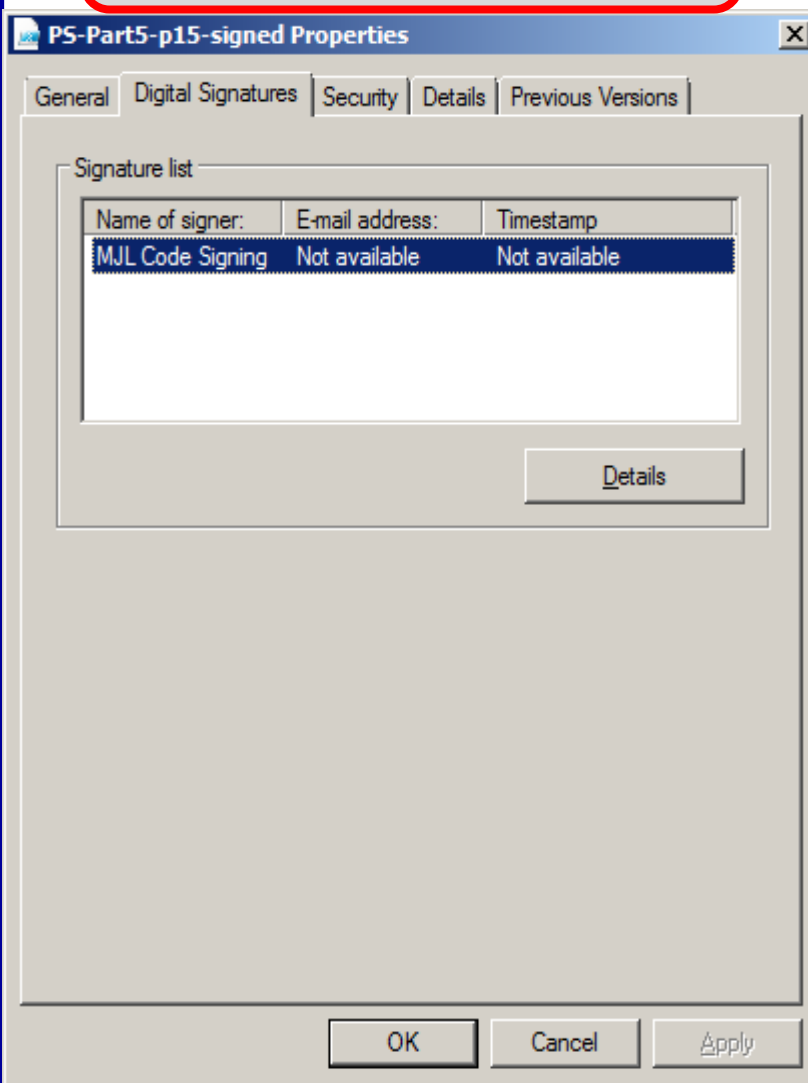 PS-Part5-p15-signed Properties
General Digital Signatures Security Details Previous Versions
Signature list
Name of signer: E-mail address: Timestamp
MJL Code Signing Not available Not available
Details
OK Cancel Apply